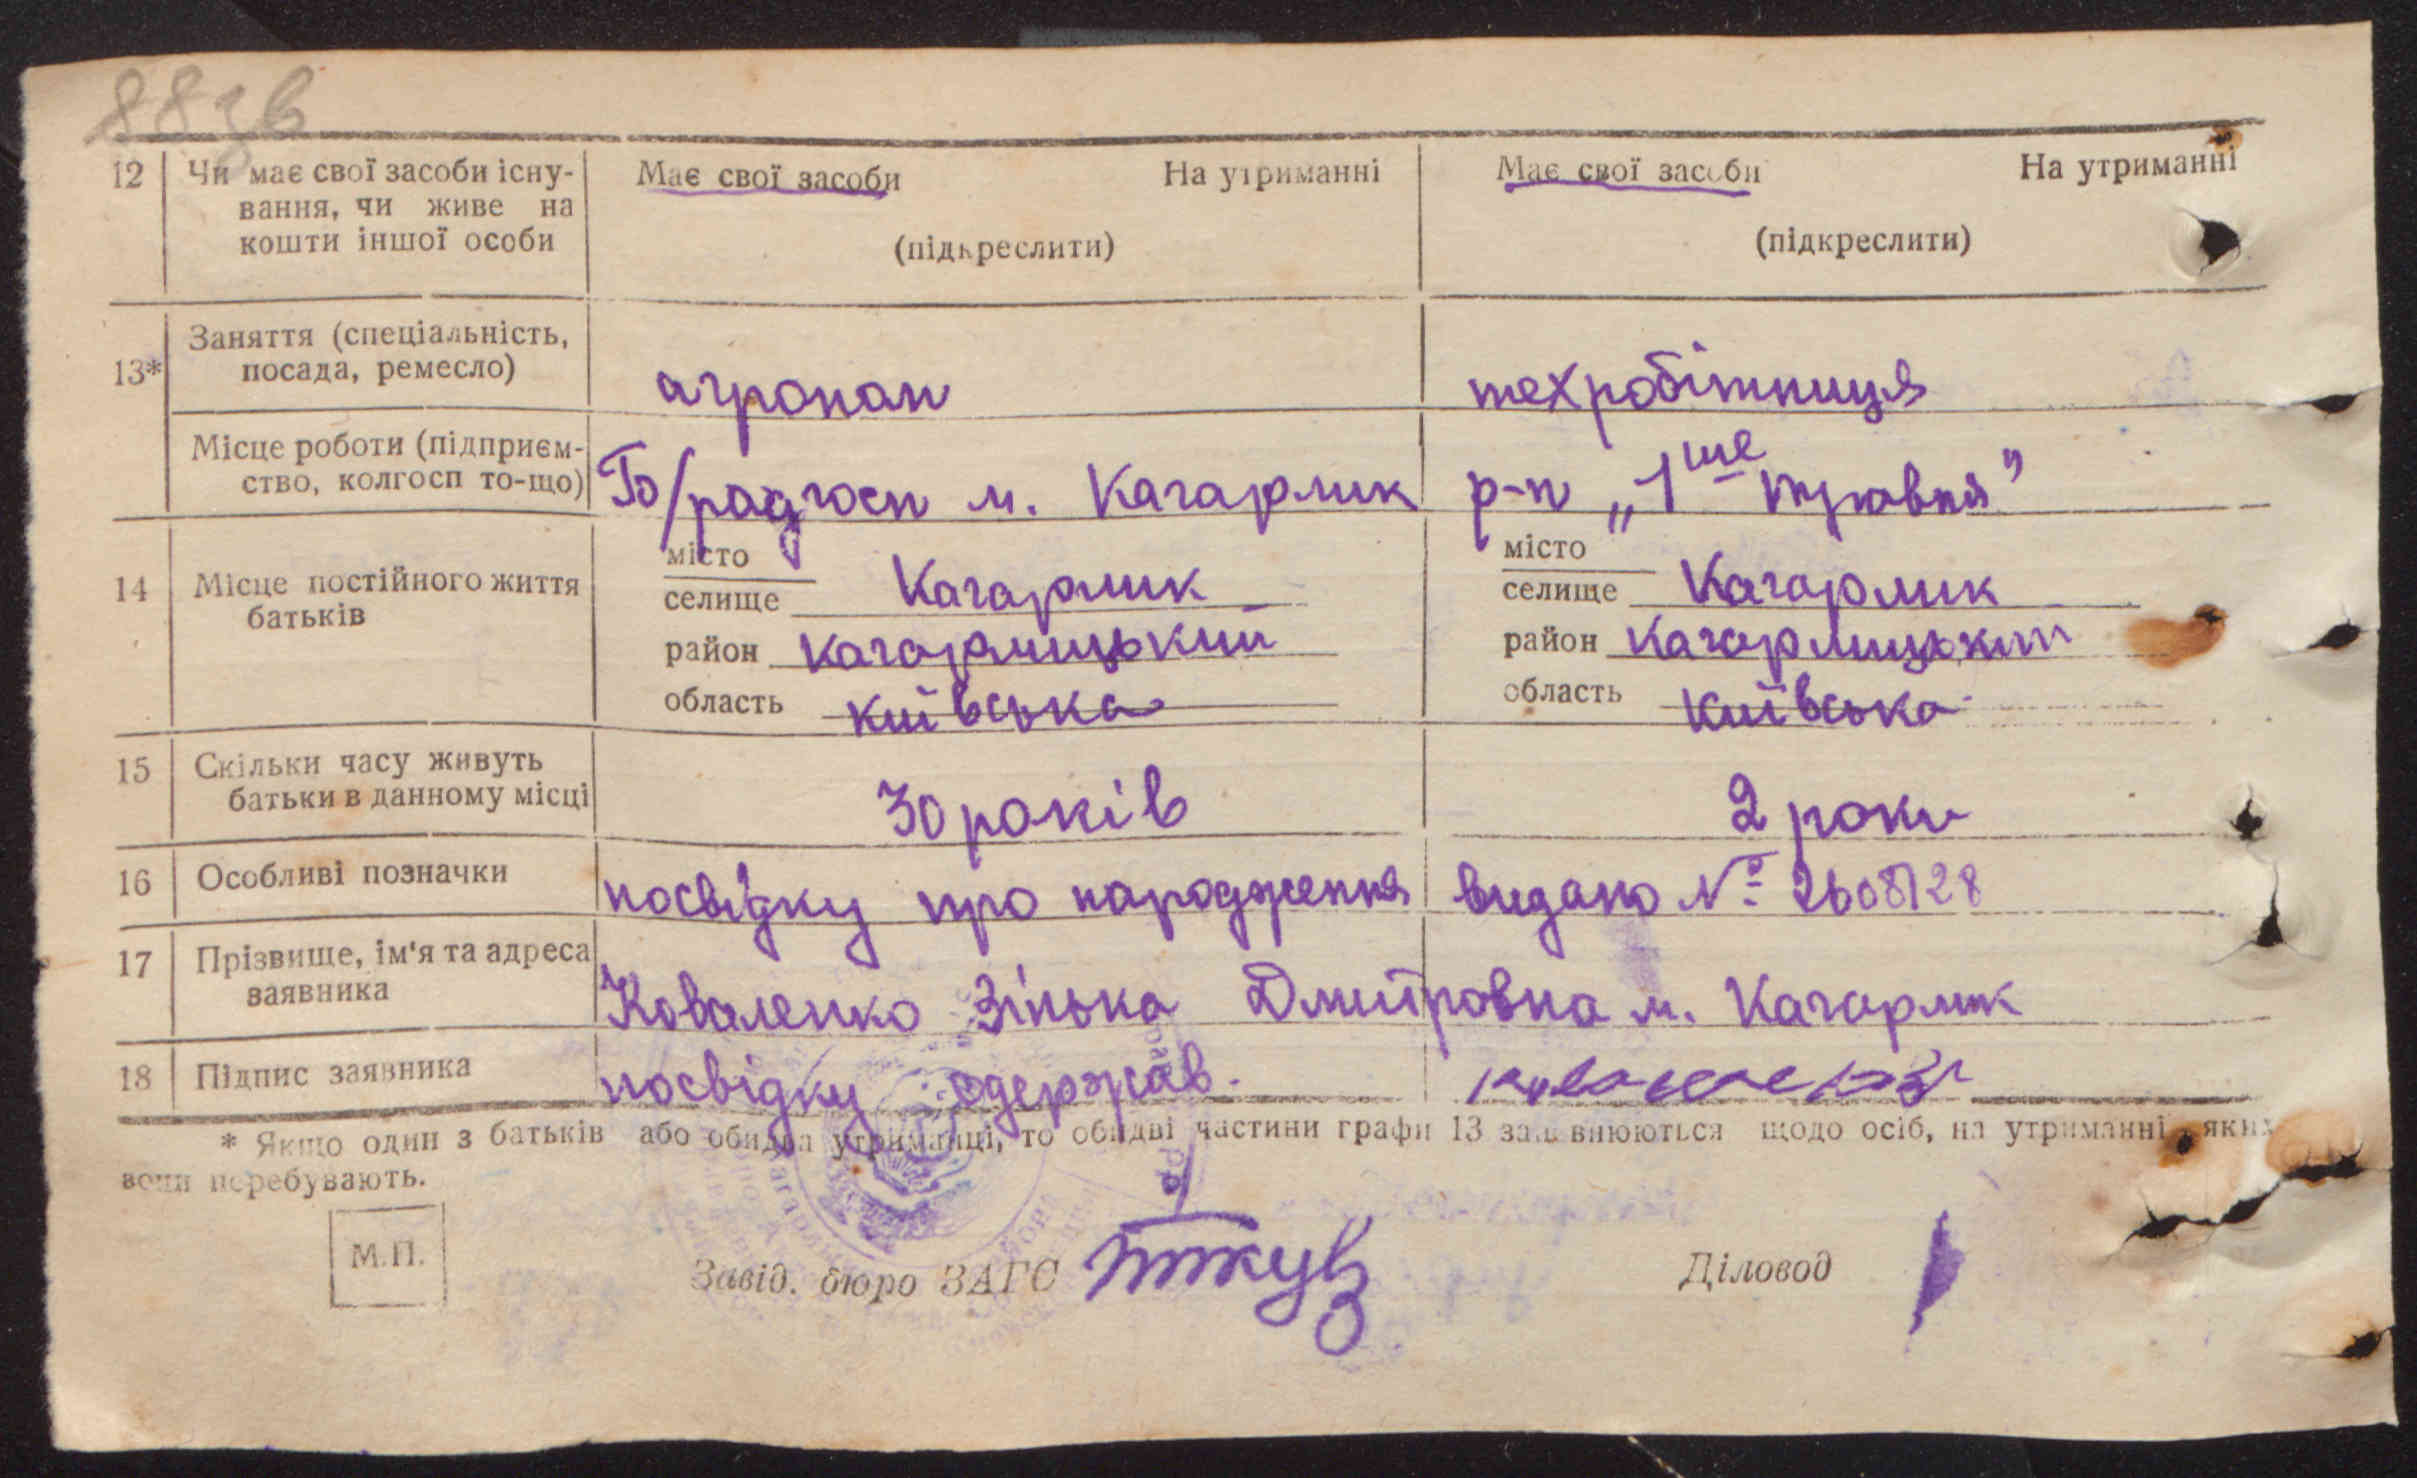 88зв
12 Чи має свої засоби існу- Має свої засоби На утриманні Має свої засоби На утриманні
вання, чи живе на
кошти іншої особи (підкреслити) (підкреслити)
Заняття (спеціальність,
13* посада, ремесло) агроном техробітниця
Місце роботи (підприєм-
ство, колгосп то-що) радгосп м. Кагарлик р-п „1ше травня"
місто місто
14 Місце постійного життя селище Кагарлик селище Кагарлик
батьків
район Кагарлицький район Кагарлицький
область київська область київська
15 Скільки часу живуть
батьки в данному місці 30 років 2 роки
16 Особливі позначки посвідку про народження видано № 2608128
17 Прізвище, ім'я та адреса
заявника Коваленко Зінька Дмитровна м. Кагарлик
18 Підпис заявника посвідку одержав.
* Якщо один з батьків або обидва утриманці, то обидві частини графи 13 заповнюються щодо осіб, на утриманні яких
вони перебувають.
М.П.
Завід. бюро ЗАГС Діловод